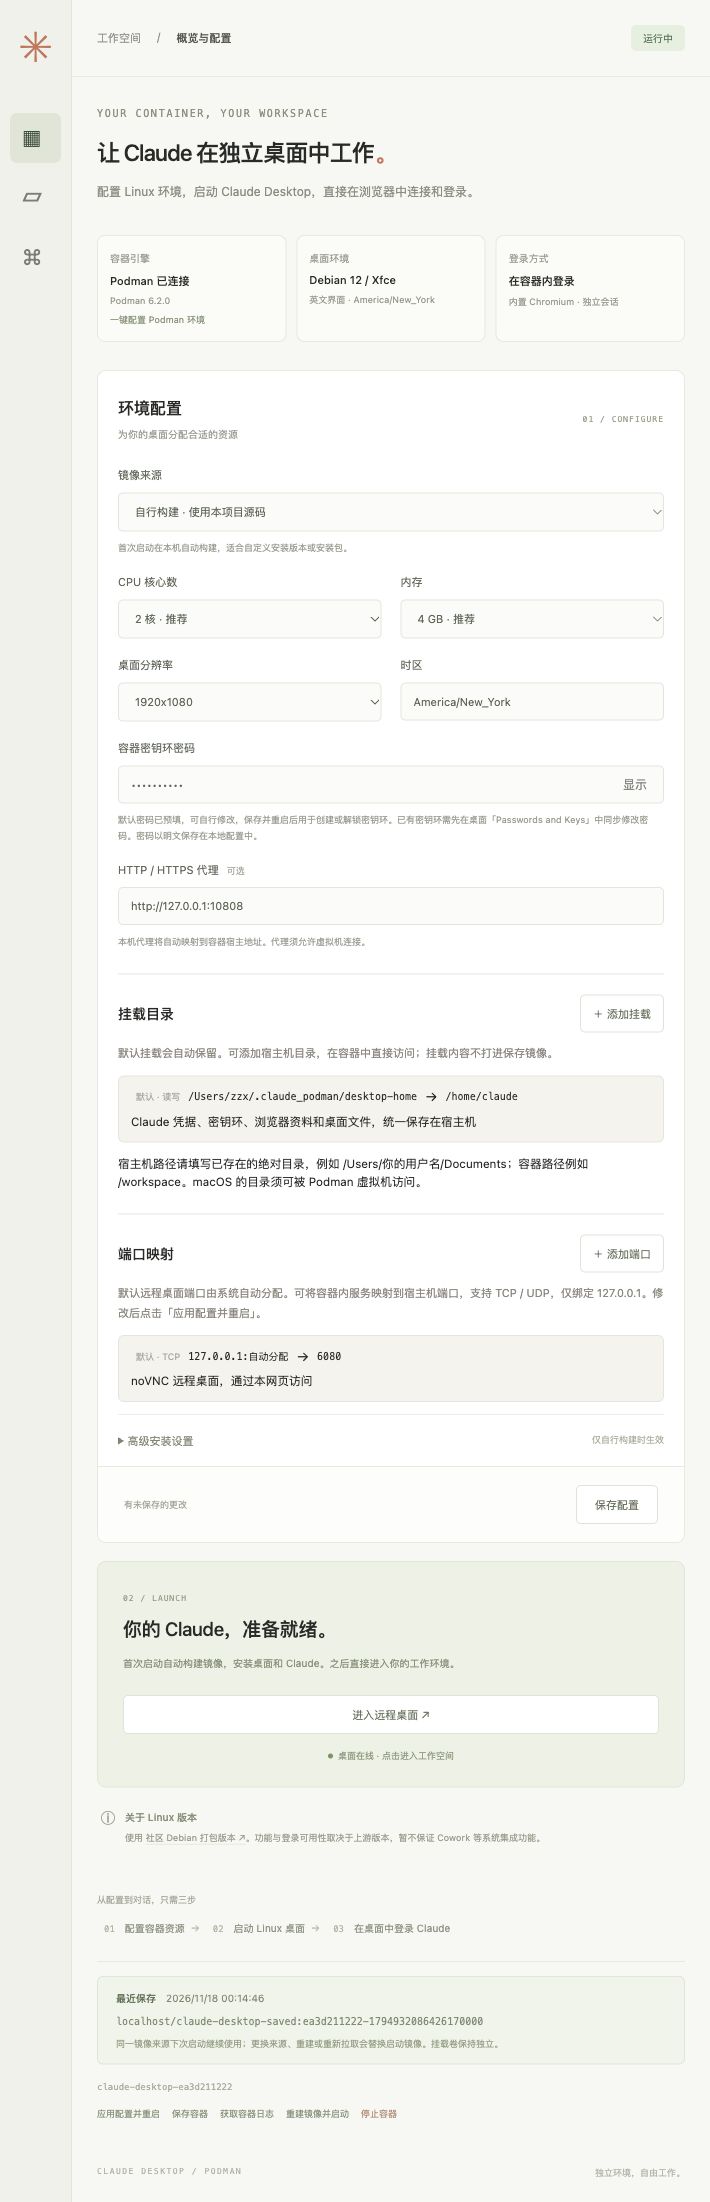 工作空间 / 概览与配置
运行中
YOUR CONTAINER, YOUR WORKSPACE
让 Claude 在独立桌面中工作。
配置 Linux 环境，启动 Claude Desktop，直接在浏览器中连接和登录。
容器引擎
Podman 已连接
Podman 6.2.0
一键配置 Podman 环境
桌面环境
Debian 12 / Xfce
英文界面 · America/New_York
登录方式
在容器内登录
内置 Chromium · 独立会话
环境配置
为你的桌面分配合适的资源
01 / CONFIGURE
镜像来源
自行构建 · 使用本项目源码
首次启动在本机自动构建，适合自定义安装版本或安装包。
CPU 核心数
内存
2 核 · 推荐
4 GB · 推荐
桌面分辨率
时区
1920x1080
America/New_York
容器密钥环密码
••••••••••
显示
默认密码已预填，可自行修改，保存并重启后用于创建或解锁密钥环。已有密钥环需先在桌面「Passwords and Keys」中同步修改密
码。密码以明文保存在本地配置中。
HTTP / HTTPS 代理 可选
http://127.0.0.1:10808
本机代理将自动映射到容器宿主地址。代理须允许虚拟机连接。
挂载目录
＋ 添加挂载
默认挂载会自动保留。可添加宿主机目录，在容器中直接访问；挂载内容不打进保存镜像。
默认 · 读写 /Users/zzx/.claude_podman/desktop-home → /home/claude
Claude 凭据、密钥环、浏览器资料和桌面文件，统一保存在宿主机
宿主机路径请填写已存在的绝对目录，例如 /Users/你的用户名/Documents；容器路径例如
/workspace。macOS 的目录须可被 Podman 虚拟机访问。
端口映射
＋ 添加端口
默认远程桌面端口由系统自动分配。可将容器内服务映射到宿主机端口，支持 TCP / UDP，仅绑定 127.0.0.1。修
改后点击「应用配置并重启」。
默认 · TCP 127.0.0.1:自动分配 → 6080
noVNC 远程桌面，通过本网页访问
▶ 高级安装设置
仅自行构建时生效
有未保存的更改
保存配置
02 / LAUNCH
你的 Claude，准备就绪。
首次启动自动构建镜像，安装桌面和 Claude。之后直接进入你的工作环境。
进入远程桌面 ↗
● 桌面在线 · 点击进入工作空间
关于 Linux 版本
使用 社区 Debian 打包版本 ↗。功能与登录可用性取决于上游版本，暂不保证 Cowork 等系统集成功能。
从配置到对话，只需三步
01 配置容器资源 → 02 启动 Linux 桌面 → 03 在桌面中登录 Claude
最近保存 2026/11/18 00:14:46
localhost/claude-desktop-saved:ea3d211222-1794932086426170000
同一镜像来源下次启动继续使用；更换来源、重建或重新拉取会替换启动镜像。挂载卷保持独立。
claude-desktop-ea3d211222
应用配置并重启 保存容器 获取容器日志 重建镜像并启动 停止容器
CLAUDE DESKTOP / PODMAN
独立环境，自由工作。